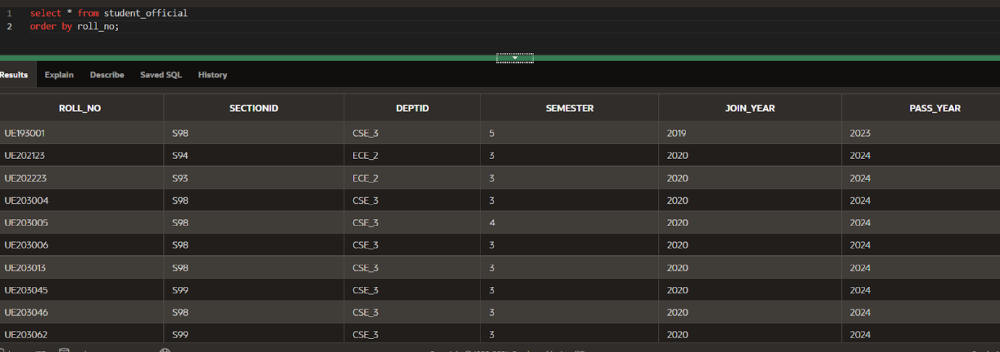 1 select * from student_official
2 order by roll_no;
Results Explain Describe Saved SQL History
ROLL_NO SECTIONID DEPTID SEMESTER JOIN_YEAR PASS_YEAR
UE193001 S98 CSE_3 5 2019 2023
UE202123 S94 ECE_2 3 2020 2024
UE202223 S93 ECE_2 3 2020 2024
UE203004 S98 CSE_3 3 2020 2024
UE203005 S98 CSE_3 4 2020 2024
UE203006 S98 CSE_3 3 2020 2024
UE203013 S98 CSE_3 3 2020 2024
UE203045 S99 CSE_3 3 2020 2024
UE203046 S98 CSE_3 3 2020 2024
UE203062 S99 CSE_3 3 2020 2024